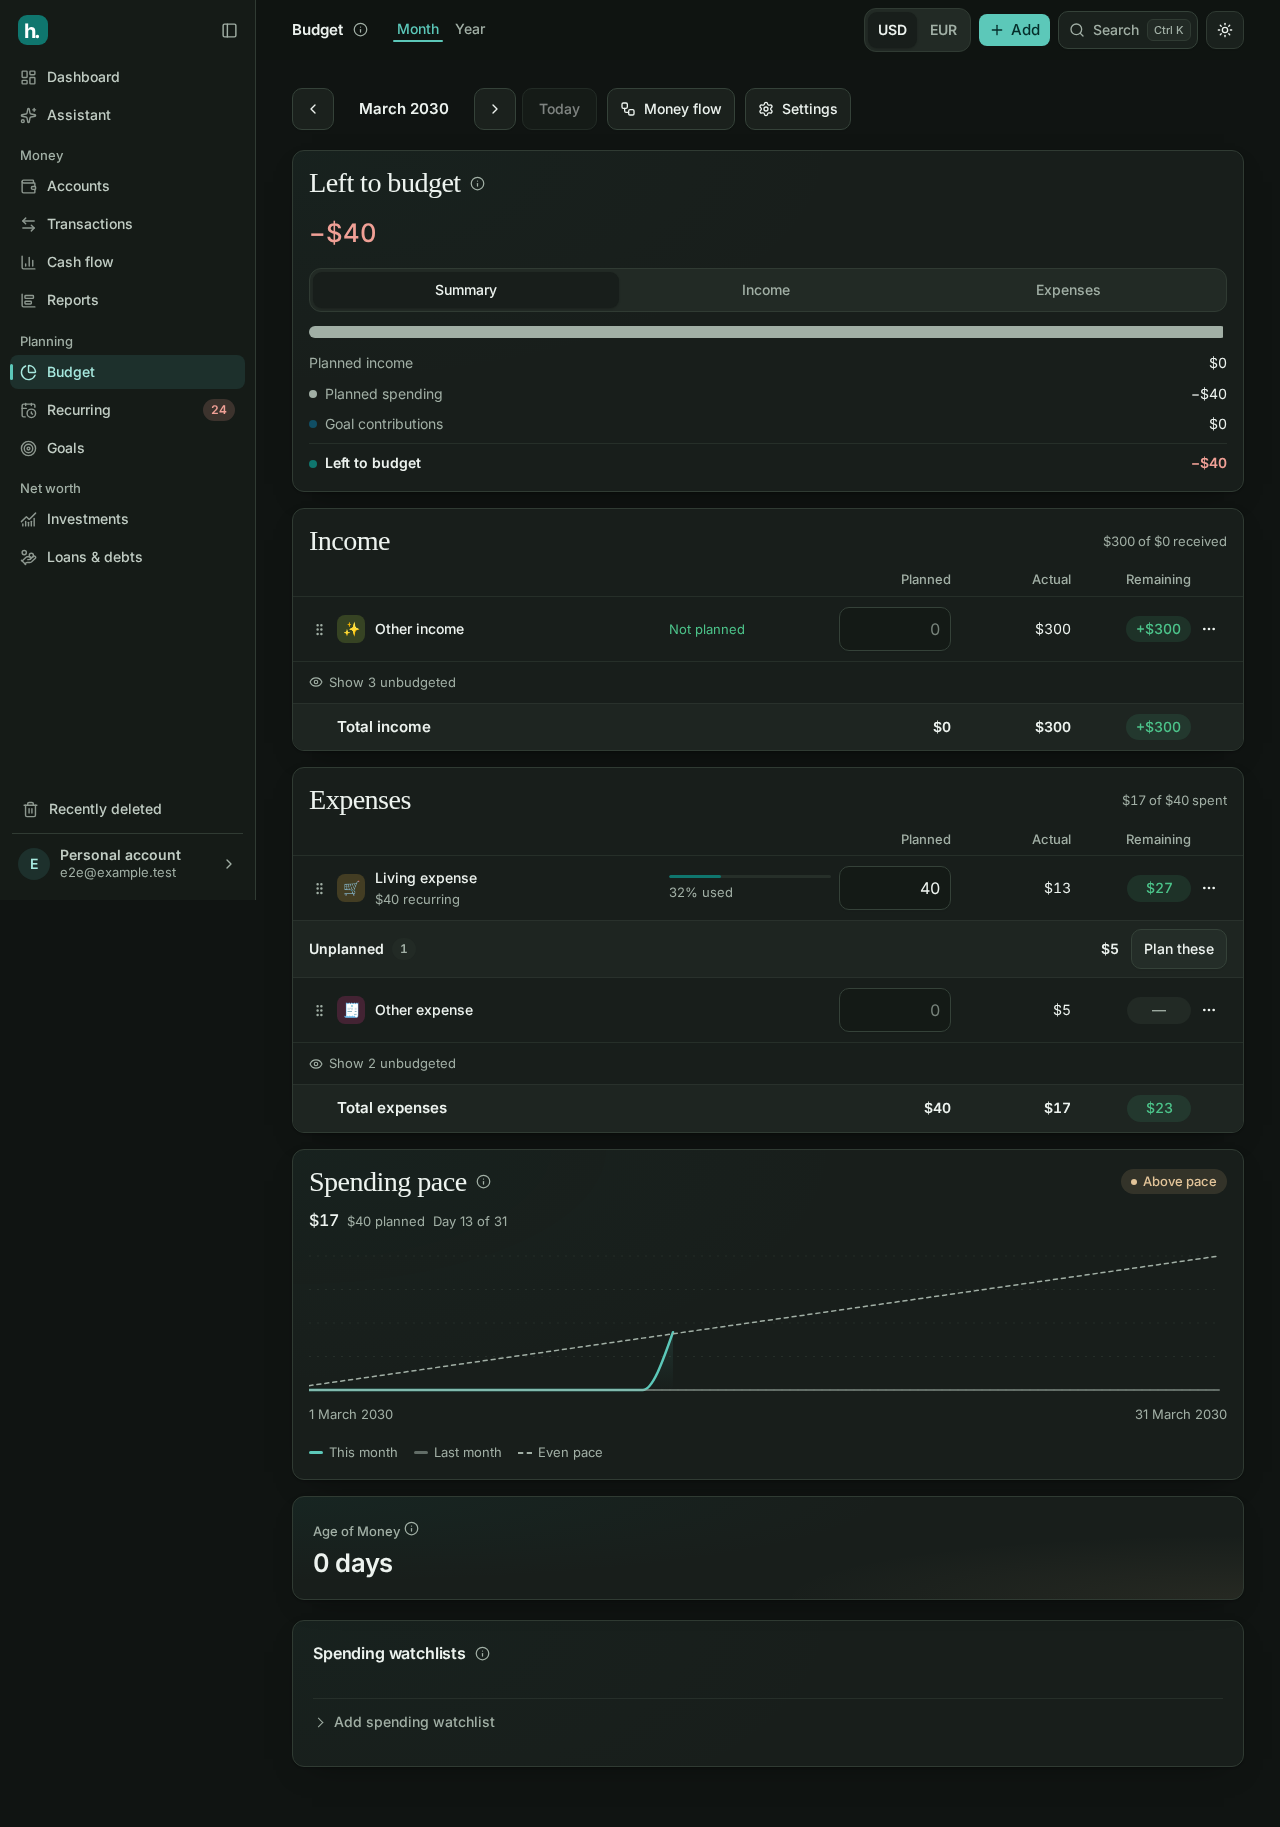 h.
Budget
Month
Year
USD
EUR
Add
Search
Ctrl K
Dashboard
Assistant
Money
Accounts
Transactions
Cash flow
Reports
Planning
Budget
Recurring
24
Goals
Net worth
Investments
Loans & debts
Recently deleted
E
Personal account
e2e@example.test
March 2030
Today
Money flow
Settings
Left to budget
−$40
Summary
Income
Expenses
Planned income
$0
Planned spending
−$40
Goal contributions
$0
Left to budget
−$40
Income
$300 of $0 received
Planned
Actual
Remaining
Other income
Not planned
0
$300
+$300
Show 3 unbudgeted
Total income
$0
$300
+$300
Expenses
$17 of $40 spent
Planned
Actual
Remaining
Living expense
$40 recurring
32% used
40
$13
$27
Unplanned
1
$5
Plan these
Other expense
0
$5
—
Show 2 unbudgeted
Total expenses
$40
$17
$23
Spending pace
Above pace
$17 $40 planned Day 13 of 31
1 March 2030
31 March 2030
This month
Last month
Even pace
Age of Money
0 days
Spending watchlists
Add spending watchlist